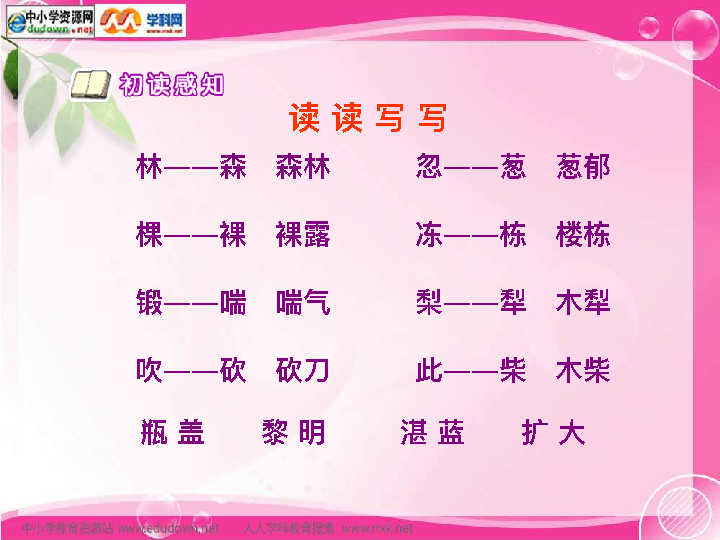 中小学资源网
dudown.net
学科网
www.nxk.net
初读感知
读读写写
林——森 森林 忽——葱 葱郁
棵——裸 裸露 冻——栋 楼栋
锻——喘 喘气 梨——犁 木犁
吹——砍 砍刀 此——柴 木柴
瓶盖 黎明 湛蓝 扩大
中小学教育资源站 www.edudown.net 人人学科教育搜索 www.rrxk.net